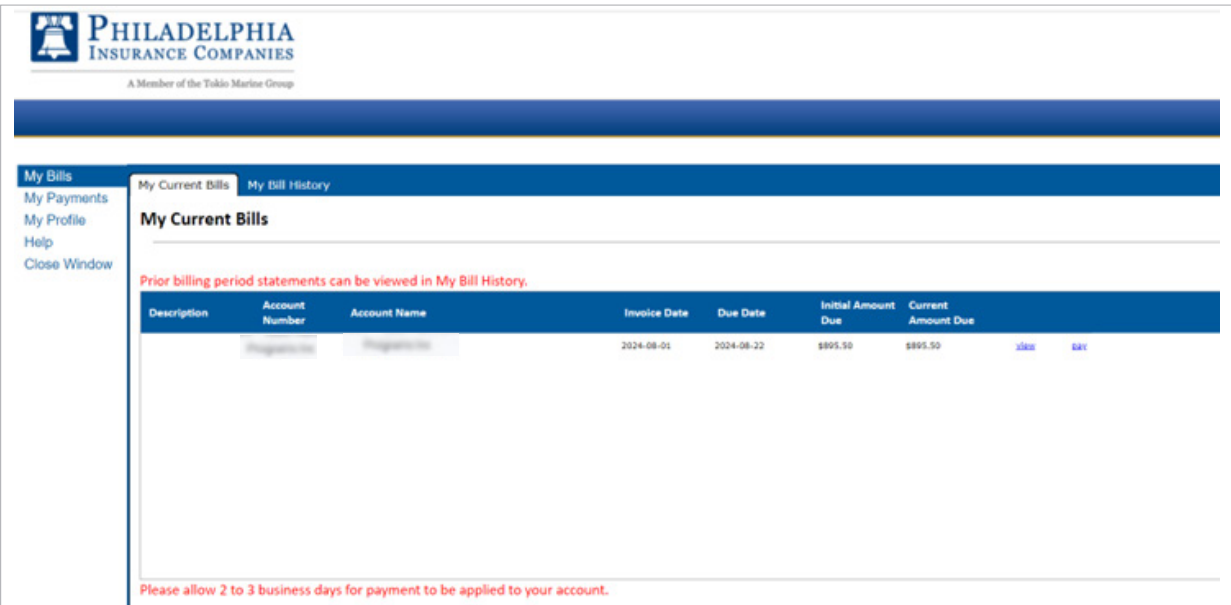 PHILADELPHIA
INSURANCE COMPANIES
A Member of the Tokio Marine Group
My Bills
My Payments
My Profile
Help
Close Window
My Current Bills My Bill History
My Current Bills
Prior billing period statements can be viewed in My Bill History.
Description Account Number Account Name Invoice Date Due Date Initial Amount Due Current Amount Due
2024-08-01 2024-08-22 $895.50 $895.50 view pay
Please allow 2 to 3 business days for payment to be applied to your account.